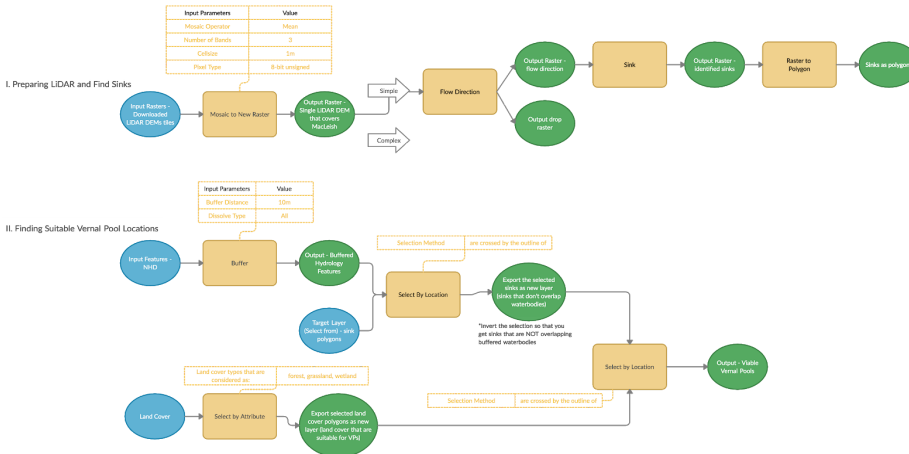 Input Parameters
Value
Mosaic Operator
Mean
Number of Bands
3
Cellsize
1m
Pixel Type
8-bit unsigned
I. Preparing LiDAR and Find Sinks
Input Rasters -
Downloaded
LIDAR DEMs tiles
Mosaic to New Raster
Output Raster -
Single LiDAR DEM
that covers
MacLeish
Simple
Complex
Flow Direction
Output Raster -
flow direction
Output drop
raster
Sink
Output Raster -
identified sinks
Raster to
Polygon
Sinks as polygon
Input Parameters
Value
Buffer Distance
10m
Dissolve Type
All
II. Finding Suitable Vernal Pool Locations
Input Features -
NHD
Buffer
Output - Buffered
Hydrology
Features
Target Layer
(Select from) - sink
polygons
Selection Method
are crossed by the outline of
Select By Location
Export the selected
sinks as new layer
(sinks that don't overlap
waterbodies)
*Invert the selection so that you
get sinks that are NOT overlapping
buffered waterbodies
Select by Location
Output - Viable
Vernal Pools
Selection Method
are crossed by the outline of
Land cover types that are
considered as:
forest, grassland, wetland
Land Cover
Select by Attribute
Export selected land
cover polygons as new
layer (land cover that are
suitable for VPs)